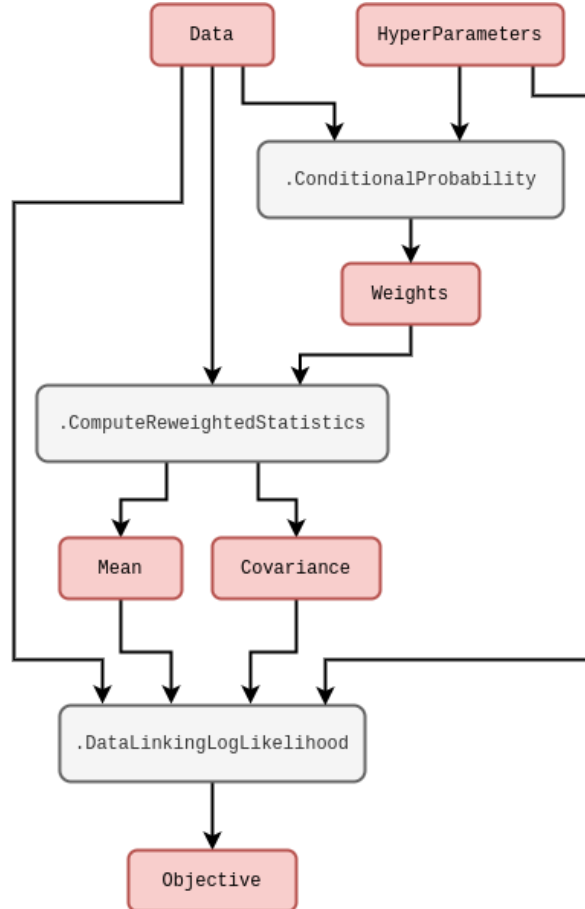 Data
HyperParameters
.ConditionalProbability
Weights
.ComputeReweightedStatistics
Mean
Covariance
.DataLinkingLogLikelihood
Objective